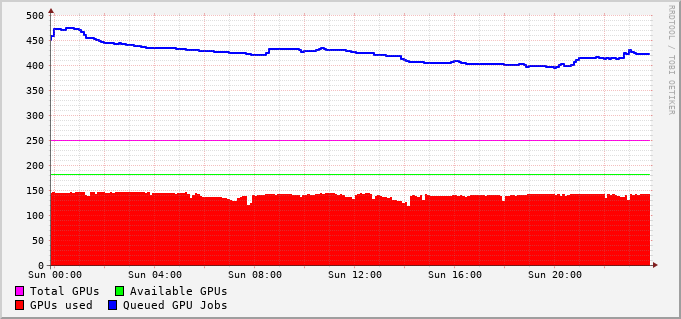 500
450
400
350
300
250
200
150
100
50
0
Sun 00:00 Sun 04:00 Sun 08:00 Sun 12:00 Sun 16:00 Sun 20:00
Total GPUs Available GPUs
GPUs used Queued GPU Jobs
RRDTOOL / TOBI OETIKER